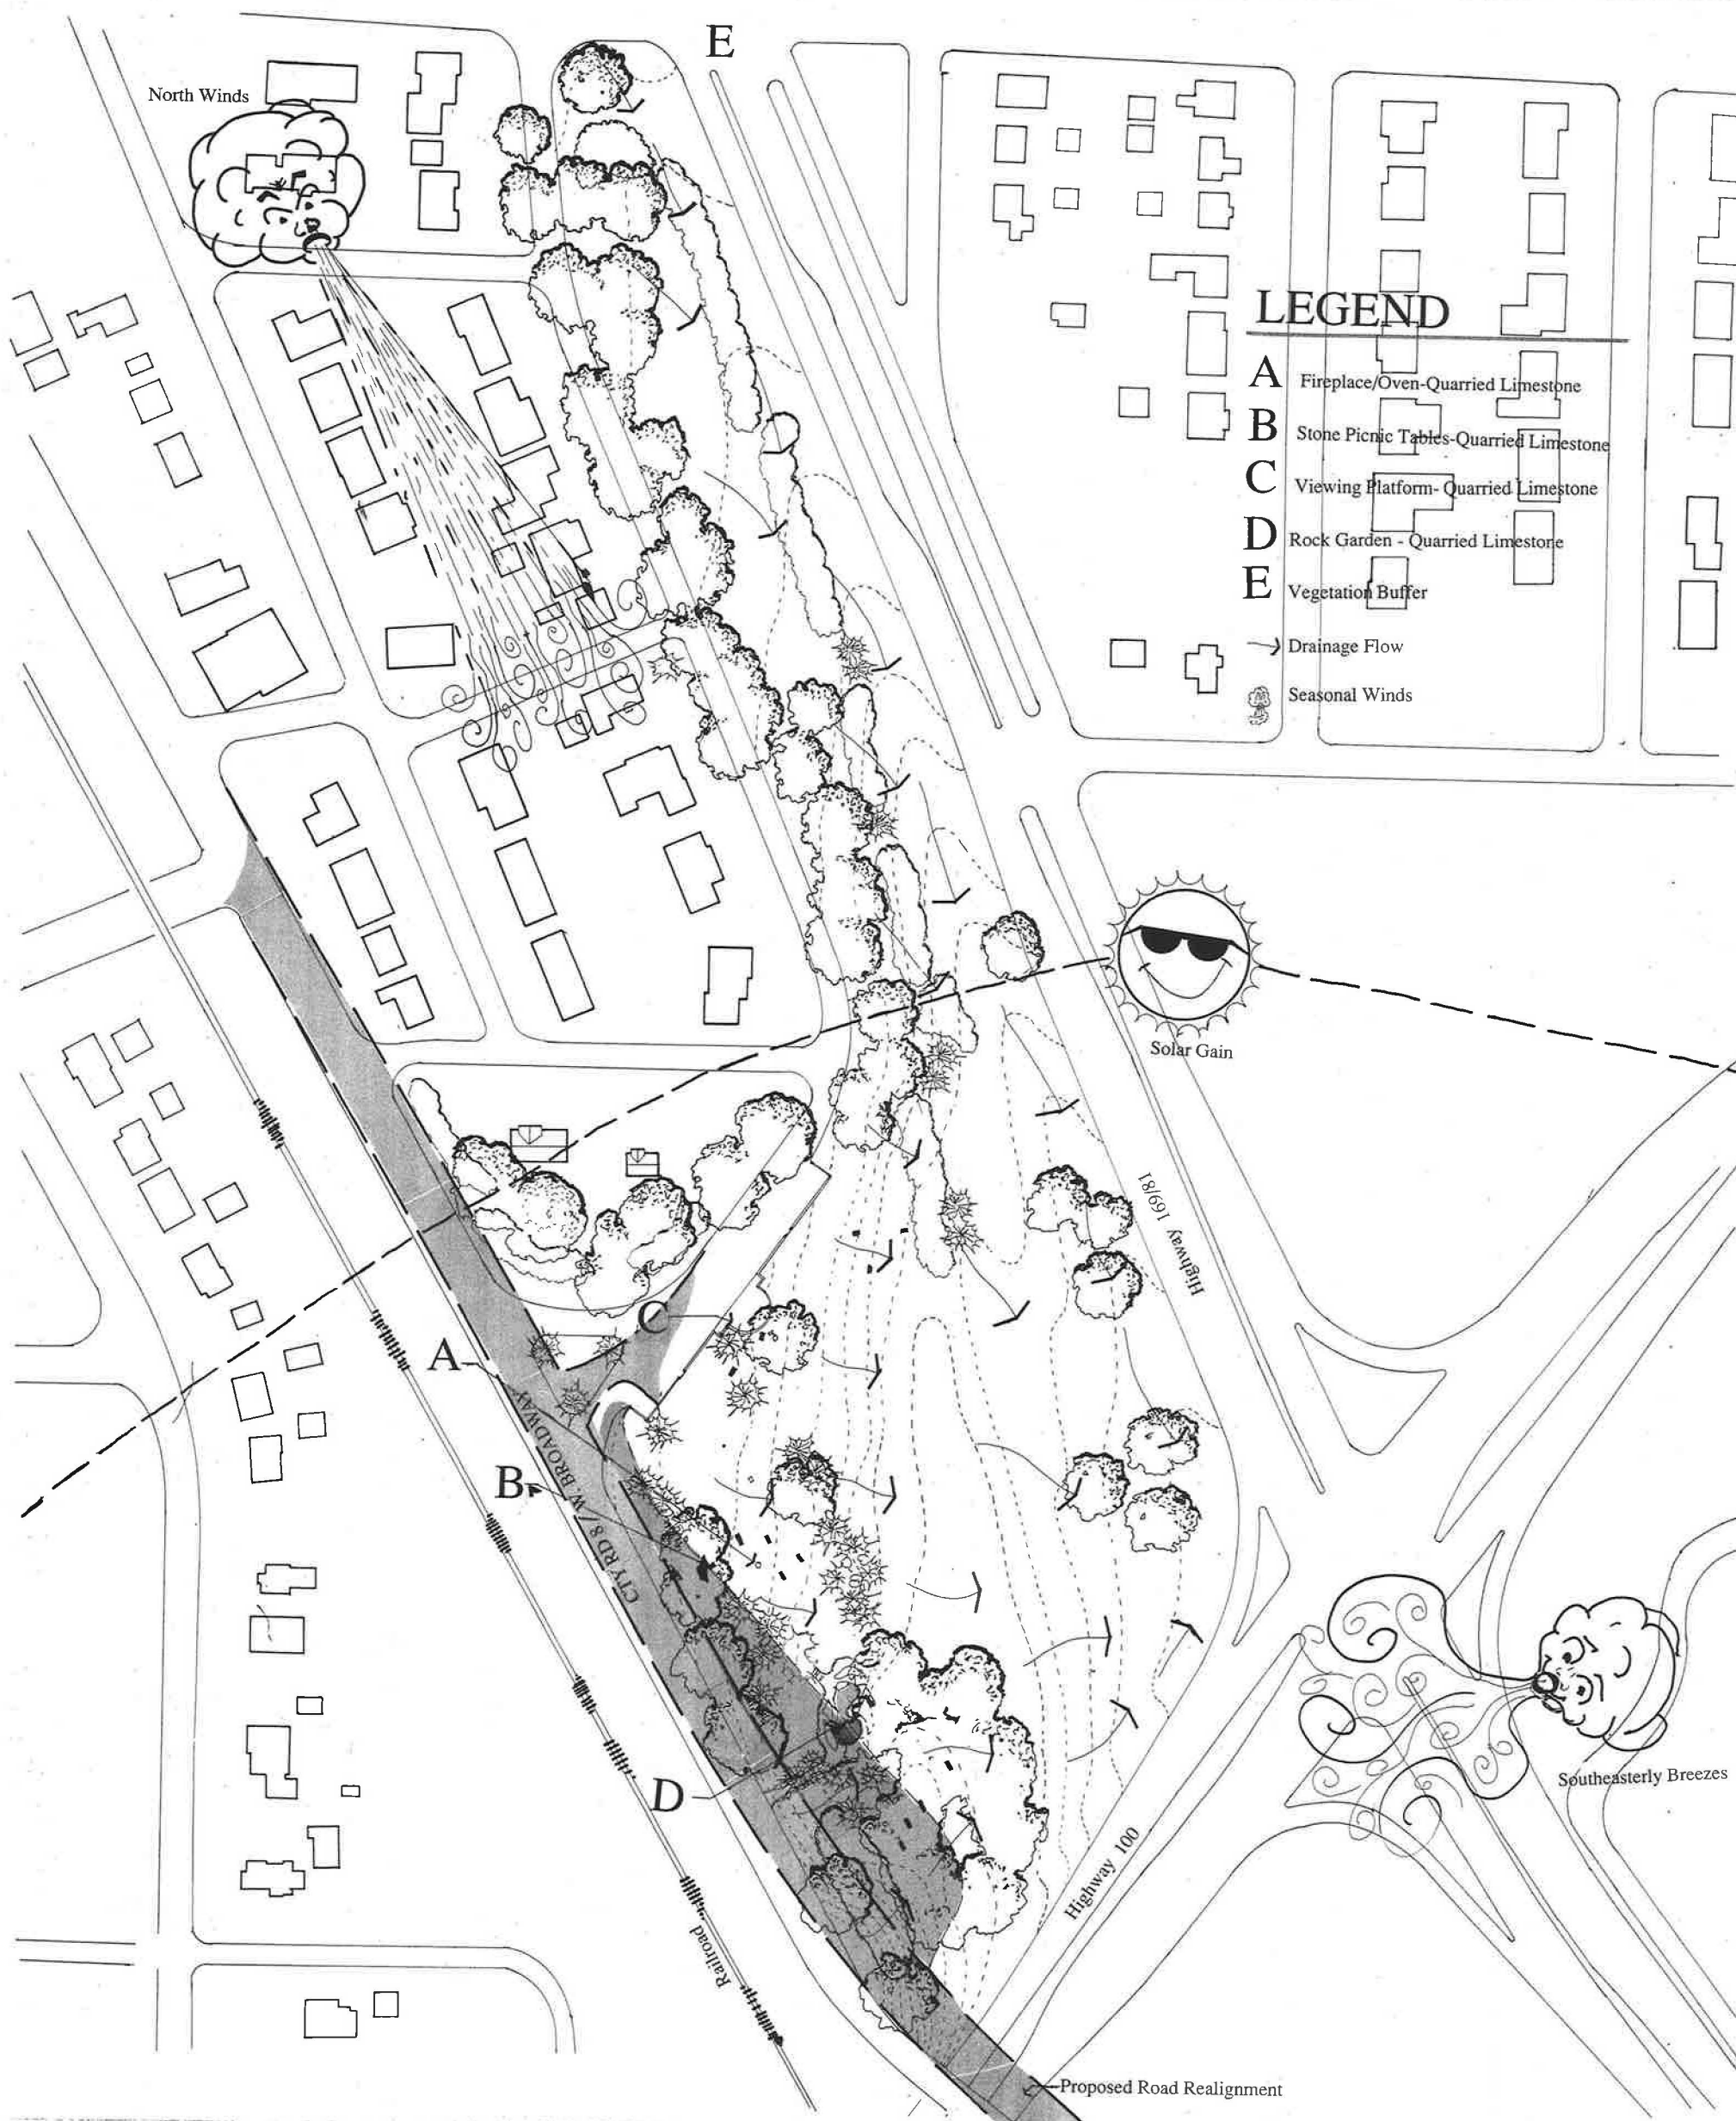 E
North Winds
LEGEND
A Fireplace/Oven-Quarried Limestone
B Stone Picnic Tables-Quarried Limestone
C Viewing Platform- Quarried Limestone
D Rock Garden - Quarried Limestone
E Vegetation Buffer
Drainage Flow
Seasonal Winds
Solar Gain
Highway 169/81
C
A
B
CTY RD 8/W. BROADWAY
D
Southeasterly Breezes
Highway 100
Railroad
Proposed Road Realignment